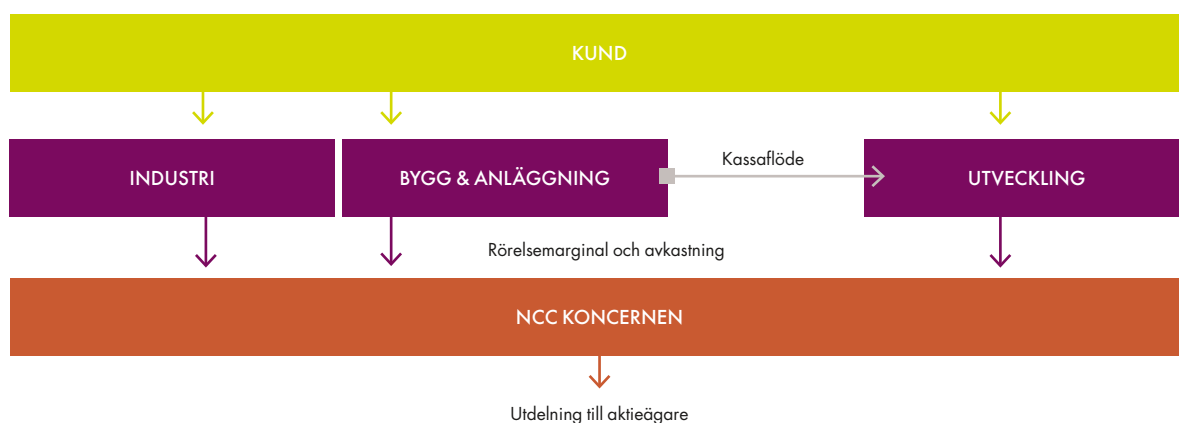 KUND
INDUSTRI
BYGG & ANLÄGGNING
Kassaflöde
UTVECKLING
Rörelsemarginal och avkastning
NCC KONCERNEN
Utdelning till aktieägare